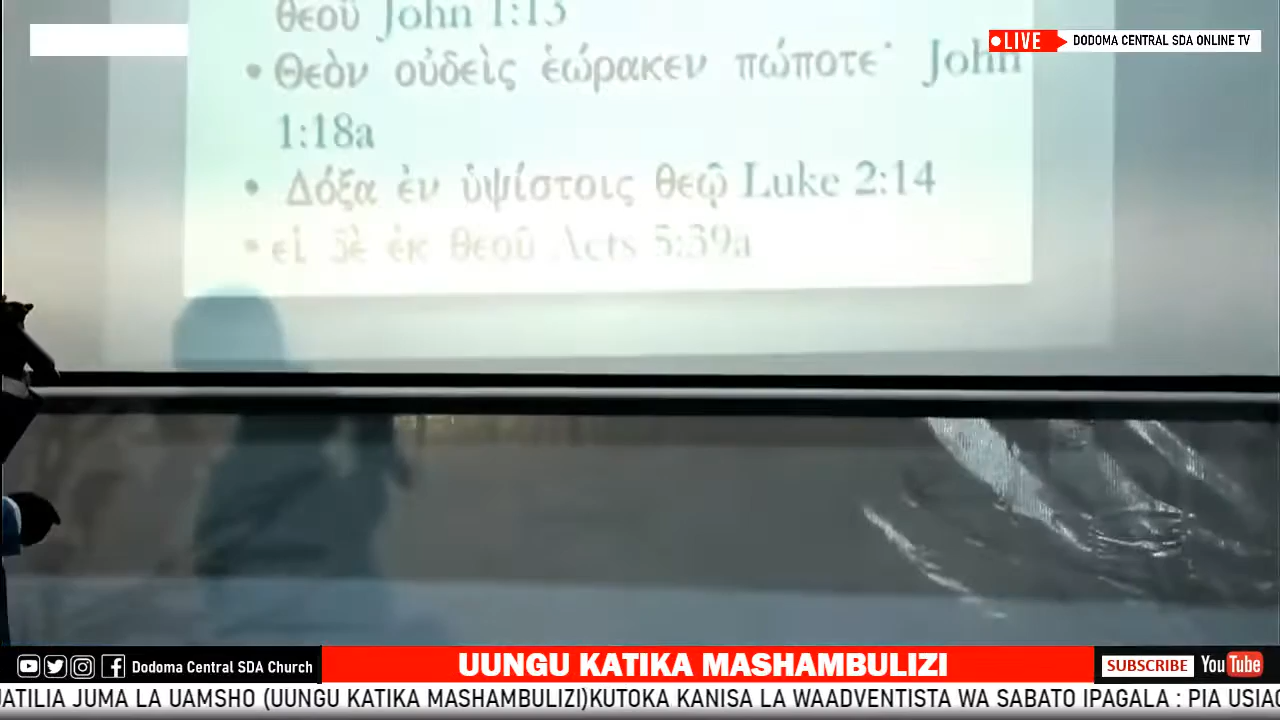 θεοῦ John 1:13
• Θεὸν οὐδεὶς ἑώρακεν πώποτε· John
1:18a
• Δόξα ἐν ὑψίστοις θεῷ Luke 2:14
• εἰ δὲ ἐκ θεοῦ Acts 5:39a
LIVE DODOMA CENTRAL SDA ONLINE TV
Dodoma Central SDA Church
UUNGU KATIKA MASHAMBULIZI
SUBSCRIBE YouTube
UATILIA JUMA LA UAMSHO (UUNGU KATIKA MASHAMBULIZI)KUTOKA KANISA LA WAADVENTISTA WA SABATO IPAGALA : PIA USIAC